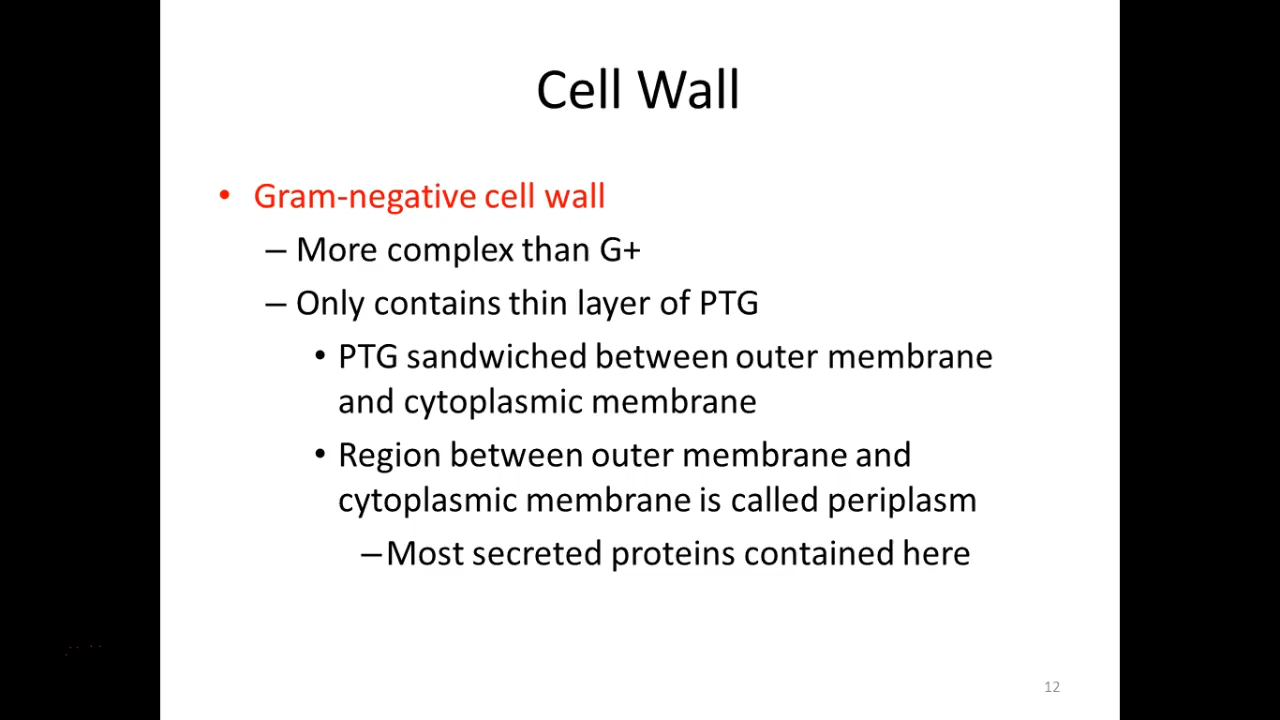 Cell Wall
• Gram-negative cell wall
– More complex than G+
– Only contains thin layer of PTG
• PTG sandwiched between outer membrane
and cytoplasmic membrane
• Region between outer membrane and
cytoplasmic membrane is called periplasm
–Most secreted proteins contained here
12